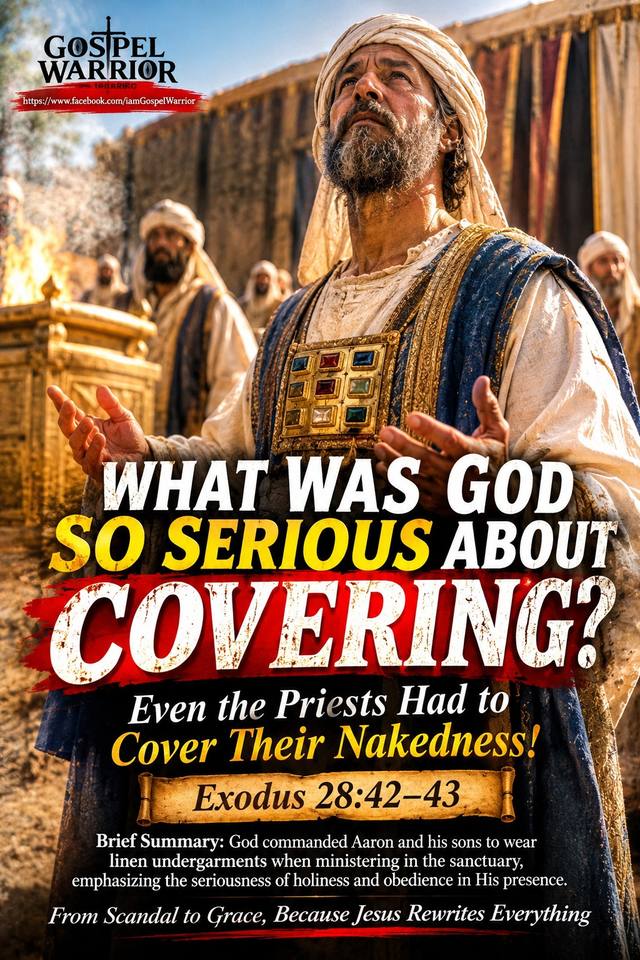 GOSPEL
WARRIOR
https://www.facebook.com/iamGospelWarrior
WHAT WAS GOD
SO SERIOUS ABOUT
COVERING?
Even the Priests Had to
Cover Their Nakedness!
Exodus 28:42–43
Brief Summary: God commanded Aaron and his sons to wear
linen undergarments when ministering in the sanctuary,
emphasizing the seriousness of holiness and obedience in His presence.
From Scandal to Grace, Because Jesus Rewrites Everything